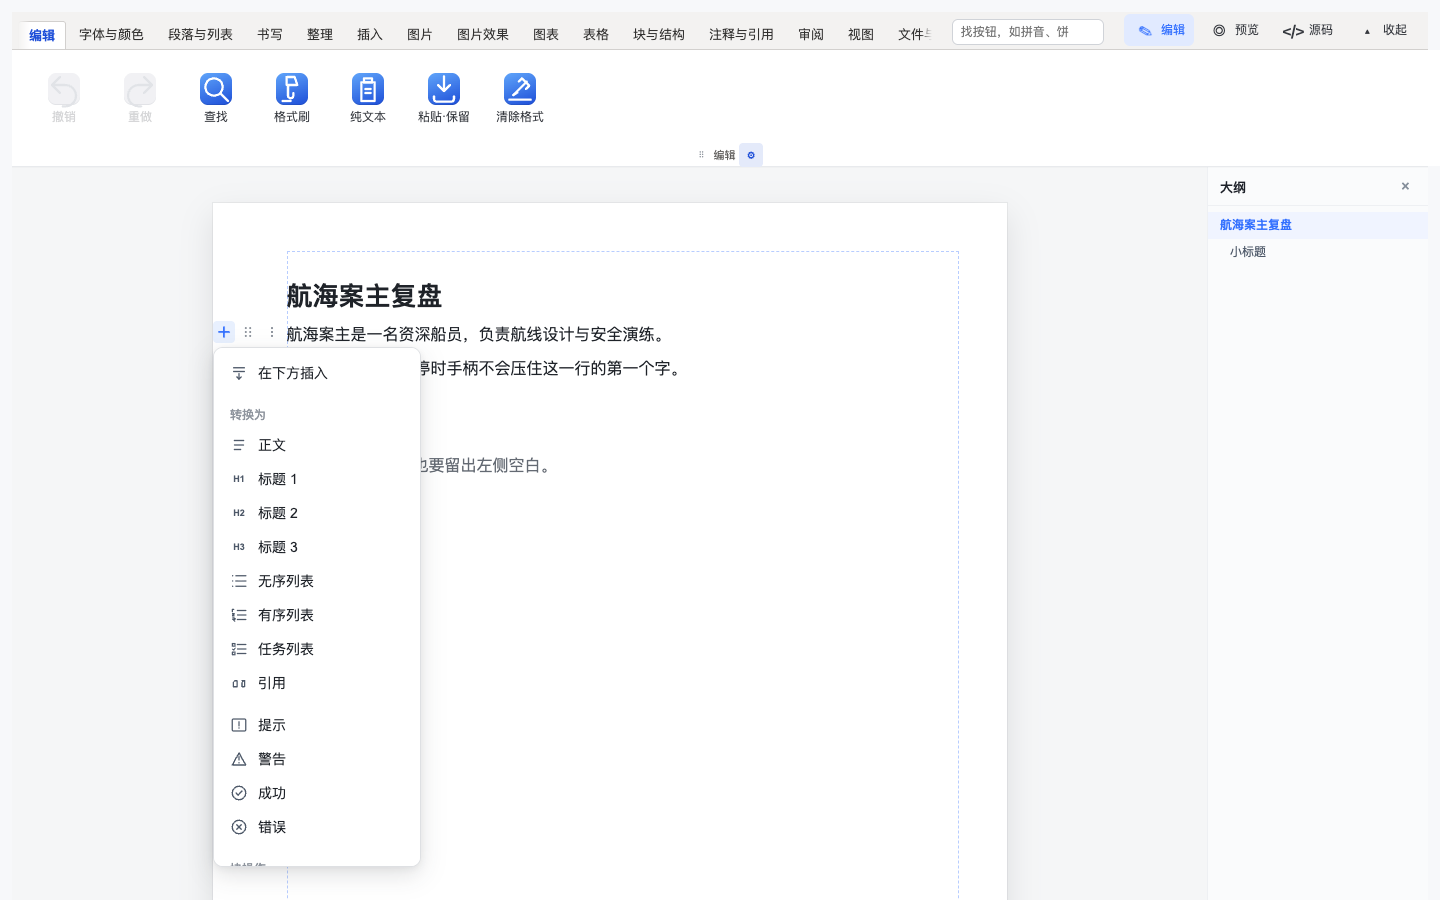 编辑 字体与颜色 段落与列表 书写 整理 插入 图片 图片效果 图表 表格 块与结构 注释与引用 审阅 视图 文件 找按钮，如拼音、饼 编辑 预览 </> 源码 收起
撤销 重做 查找 格式刷 纯文本 粘贴·保留 清除格式
编辑
大纲
航海案主复盘
小标题
航海案主复盘
航海案主是一名资深船员，负责航线设计与安全演练。
停时手柄不会压住这一行的第一个字。
也要留出左侧空白。
在下方插入
转换为
正文
H1 标题 1
H2 标题 2
H3 标题 3
无序列表
有序列表
任务列表
引用
提示
警告
成功
错误